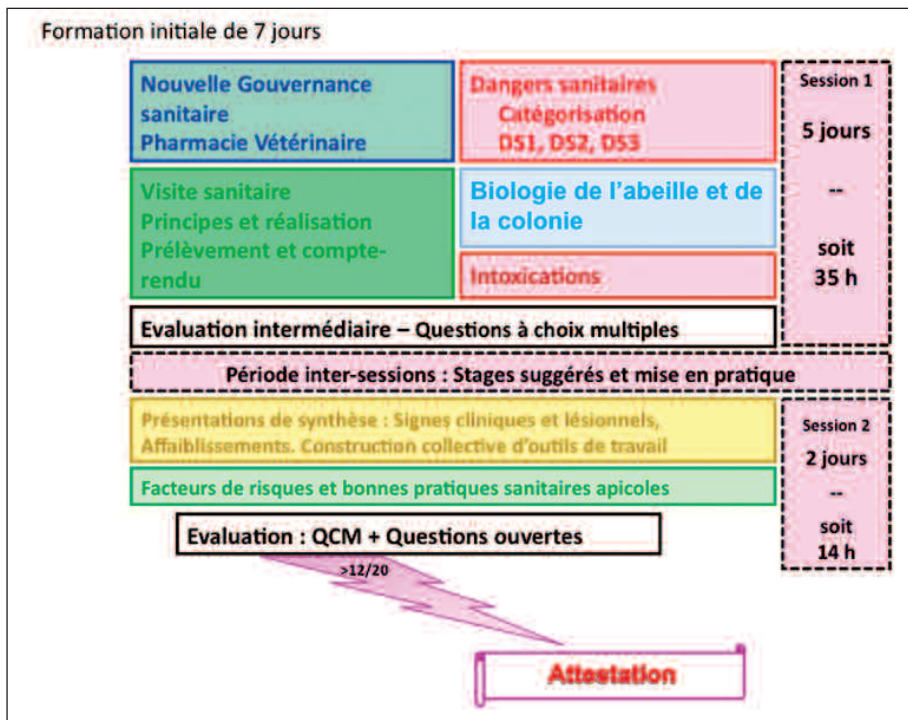 Formation initiale de 7 jours
Nouvelle Gouvernance
sanitaire
Pharmacie Vétérinaire
Dangers sanitaires
Catégorisation
DS1, DS2, DS3
Session 1
5 jours
--
soit
35 h
Visite sanitaire
Principes et réalisation
Prélèvement et compte-
rendu
Biologie de l'abeille et de
la colonie
Intoxications
Evaluation intermédiaire – Questions à choix multiples
Période inter-sessions : Stages suggérés et mise en pratique
Présentations de synthèse : Signes cliniques et lésionnels,
Affaiblissements. Construction collective d'outils de travail
Facteurs de risques et bonnes pratiques sanitaires apicoles
Session 2
2 jours
--
soit
14 h
Evaluation : QCM + Questions ouvertes
>12/20
Attestation